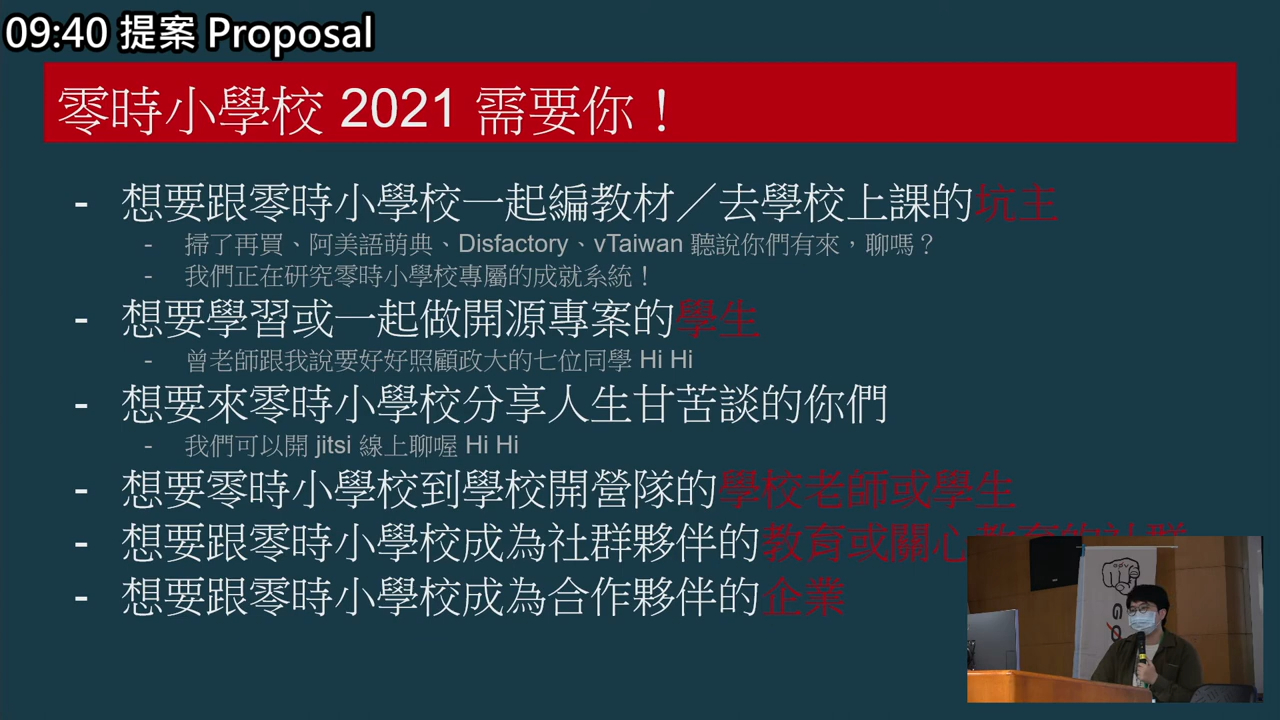 09:40 提案 Proposal
零時小學校 2021 需要你！
- 想要跟零時小學校一起編教材／去學校上課的坑主
- 掃了再買、阿美語萌典、Disfactory、vTaiwan 聽說你們有來，聊嗎？
- 我們正在研究零時小學校專屬的成就系統！
- 想要學習或一起做開源專案的學生
- 曾老師跟我說要好好照顧政大的七位同學 Hi Hi
- 想要來零時小學校分享人生甘苦談的你們
- 我們可以開 jitsi 線上聊喔 Hi Hi
- 想要零時小學校到學校開營隊的學校老師或學生
- 想要跟零時小學校成為社群夥伴的教育或關心教育的社群
- 想要跟零時小學校成為合作夥伴的企業